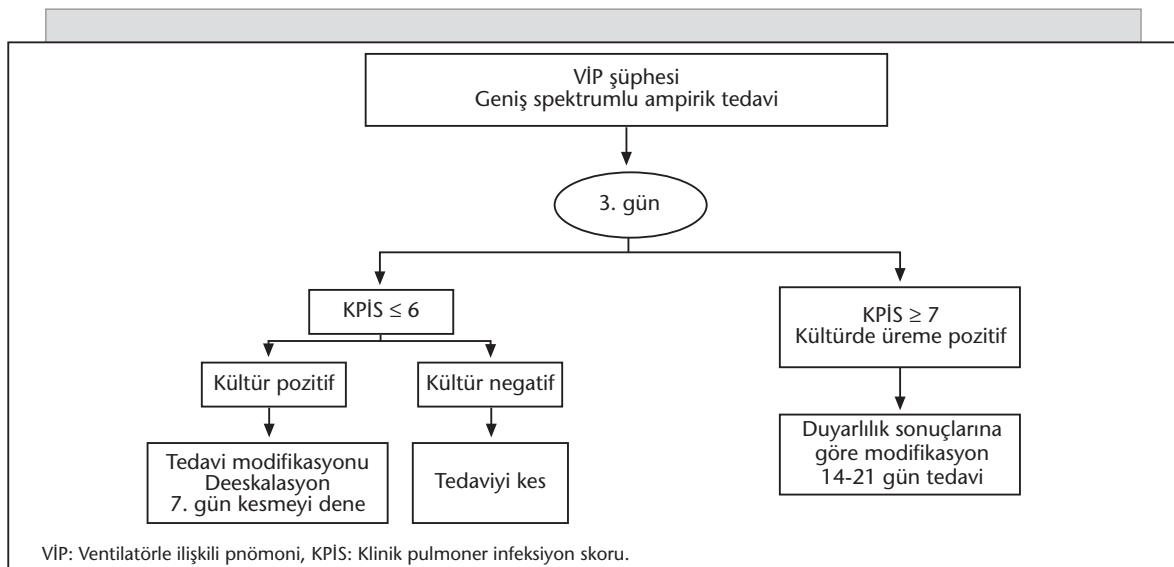 VİP şüphesi
Geniş spektrumlu ampirik tedavi
3. gün
KPİS ≤ 6
KPİS ≥ 7
Kültürde üreme pozitif
Kültür pozitif
Kültür negatif
Tedavi modifikasyonu
Deeskalasyon
7. gün kesmeyi dene
Tedaviyi kes
Duyarlılık sonuçlarına
göre modifikasyon
14-21 gün tedavi
VİP: Ventilatörle ilişkili pnömoni, KPİS: Klinik pulmoner infeksiyon skoru.